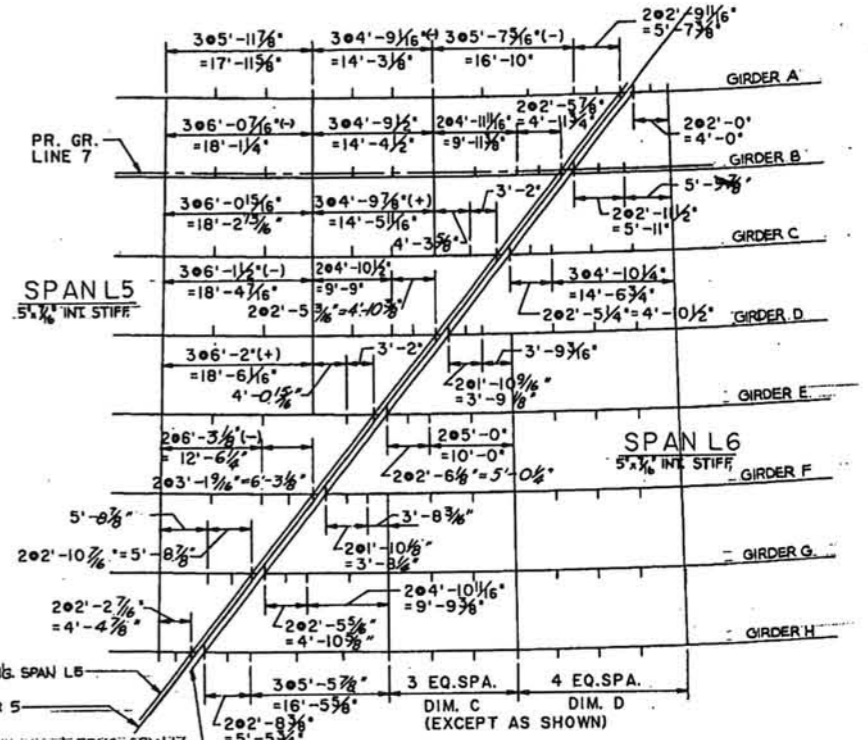 3@5'-11 7/8"
=17'-11 5/8"
3@4'-9 1/16"(-)
=14'-3 1/8"
3@5'-7 5/16"(-)
=16'-10"
2@2'-9 11/16"
=5'-7 3/8"
GIRDER A
PR. GR.
LINE 7
3@6'-0 7/16"(-)
=18'-1 1/4"
3@4'-9 1/2"
=14'-4 1/2"
2@4'-11 11/16"
=9'-11 3/8"
2@2'-5 7/8"
=4'-11 3/4"
2@2'-0"
=4'-0"
GIRDER B
3@6'-0 15/16"
=18'-2 13/16"
3@4'-9 7/8"(+)
=14'-5 11/16"
4'-3 5/8"
3'-2"
2@2'-11 1/2"
=5'-11"
GIRDER C
SPAN L5
5"x 7/16" INT. STIFF.
3@6'-1 1/2"(-)
=18'-4 7/16"
2@4'-10 1/2"
=9'-9"
2@2'-5 3/16"=4'-10 3/8"
3@4'-10 1/4"
=14'-6 3/4"
2@2'-5 1/4"=4'-10 1/2"
GIRDER D
3@6'-2"(+)
=18'-6 1/16"
4'-0 15/16"
3'-2"
3'-9 3/16"
2@1'-10 9/16"
=3'-9 1/8"
GIRDER E
2@6'-3 1/8"(-)
=12'-6 1/4"
2@3'-1 9/16"=6'-3 1/8"
2@5'-0"
=10'-0"
2@2'-6 1/8"=5'-0 1/4"
SPAN L6
5"x 7/16" INT. STIFF.
GIRDER F
5'-8 7/8"
2@2'-10 7/16"=5'-8 7/8"
3'-8 3/16"
2@1'-10 1/8"
=3'-8 1/4"
GIRDER G
2@2'-2 7/16"
=4'-4 7/8"
2@4'-10 11/16"
=9'-9 3/8"
2@2'-5 5/16"
=4'-10 5/8"
GIRDER H
SPAN L5
3@5'-5 7/8"
=16'-5 5/8"
2@2'-8 3/8"
3 EQ.SPA.
DIM. C
(EXCEPT AS SHOWN)
4 EQ.SPA.
DIM. D
5